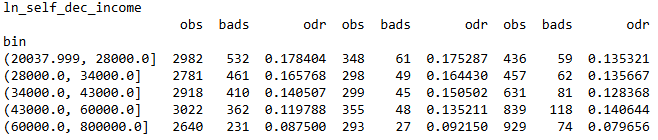 ln_self_dec_income
obs bads odr obs bads odr obs bads odr
bin
(20037.999, 28000.0] 2982 532 0.178404 348 61 0.175287 436 59 0.135321
(28000.0, 34000.0] 2781 461 0.165768 298 49 0.164430 457 62 0.135667
(34000.0, 43000.0] 2918 410 0.140507 299 45 0.150502 631 81 0.128368
(43000.0, 60000.0] 3022 362 0.119788 355 48 0.135211 839 118 0.140644
(60000.0, 800000.0] 2640 231 0.087500 293 27 0.092150 929 74 0.079656